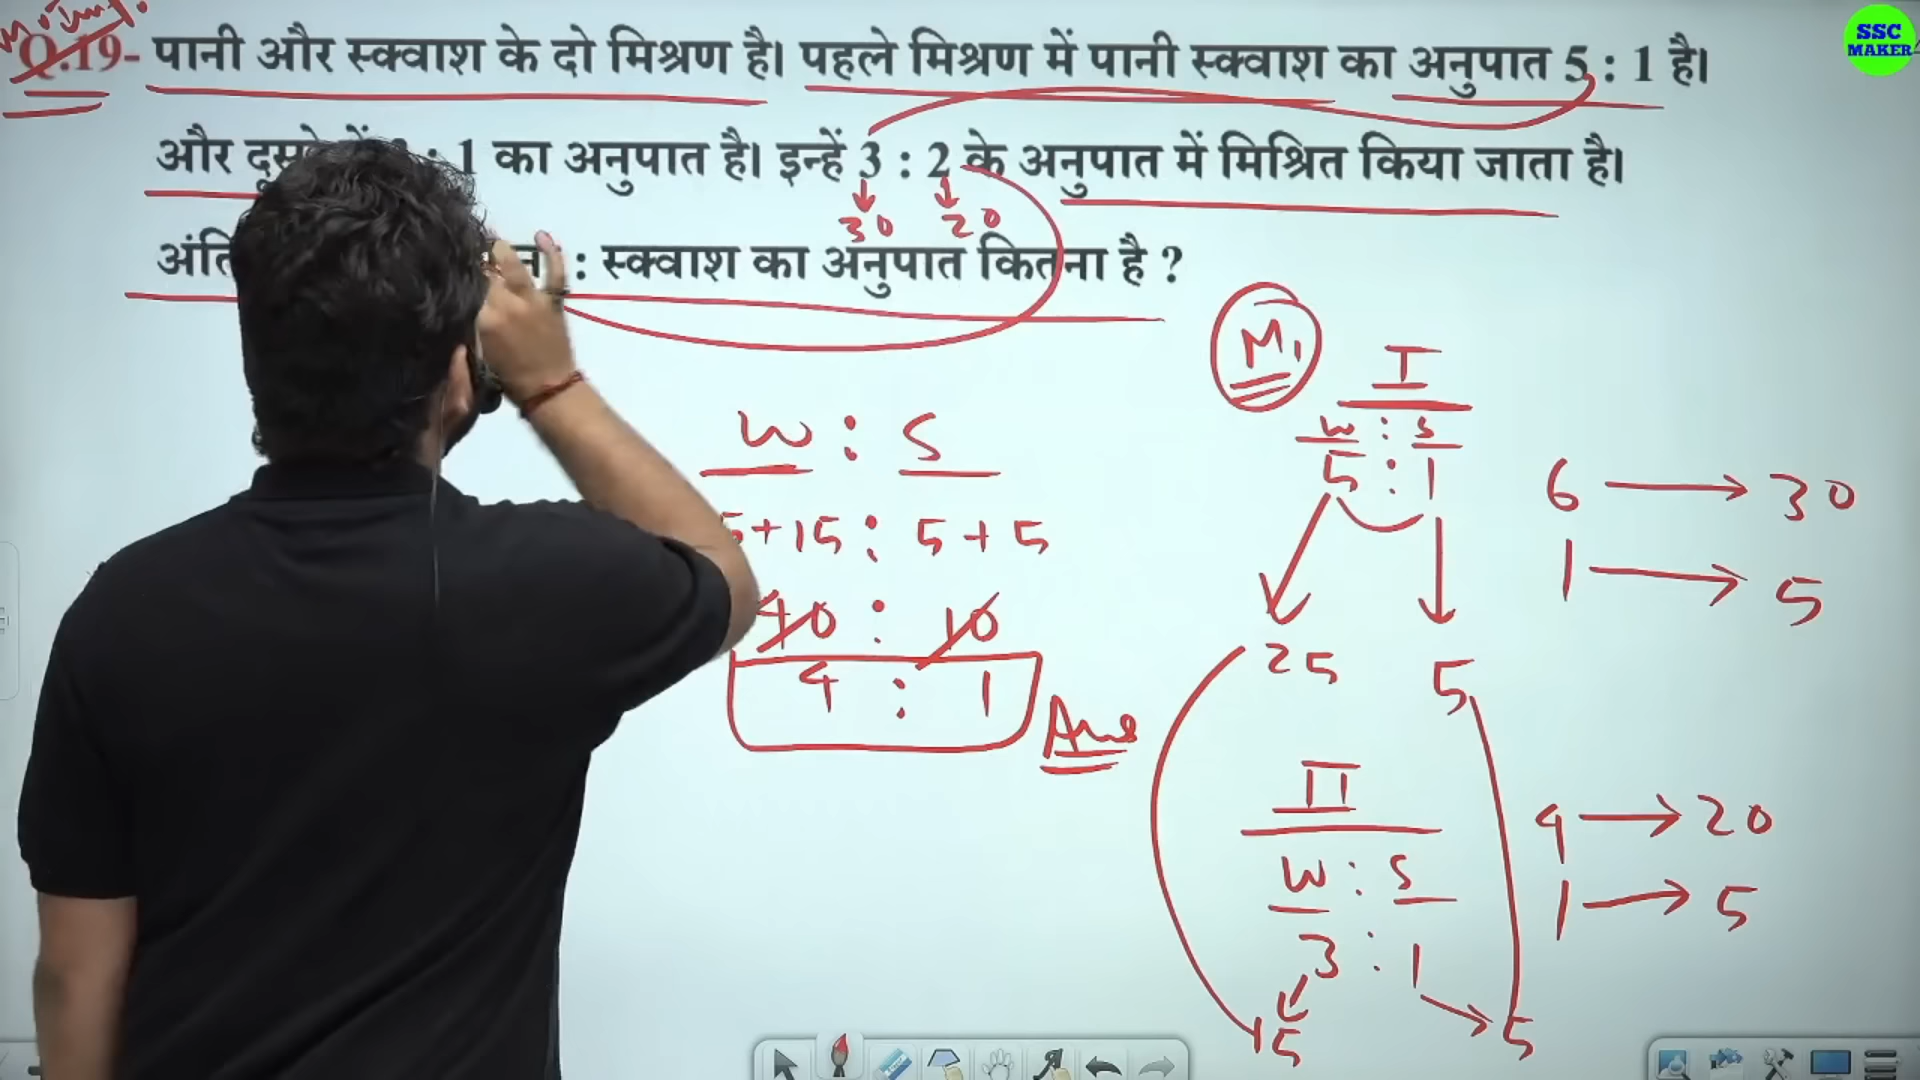 SSC
MAKER
Q.19- पानी और स्क्वाश के दो मिश्रण है। पहले मिश्रण में पानी स्क्वाश का अनुपात 5 : 1 है।
और : 1 का अनुपात है। इन्हें 3 : 2 के अनुपात में मिश्रित किया जाता है।
30 20
: स्क्वाश का अनुपात कितना है ?
W : S
5+15 : 5+5
40 : 10
4 : 1
Ans
M1
I
W : S
5 : 1
25 5
6 → 30
1 → 5
II
W : S
3 : 1
15 5
4 → 20
1 → 5